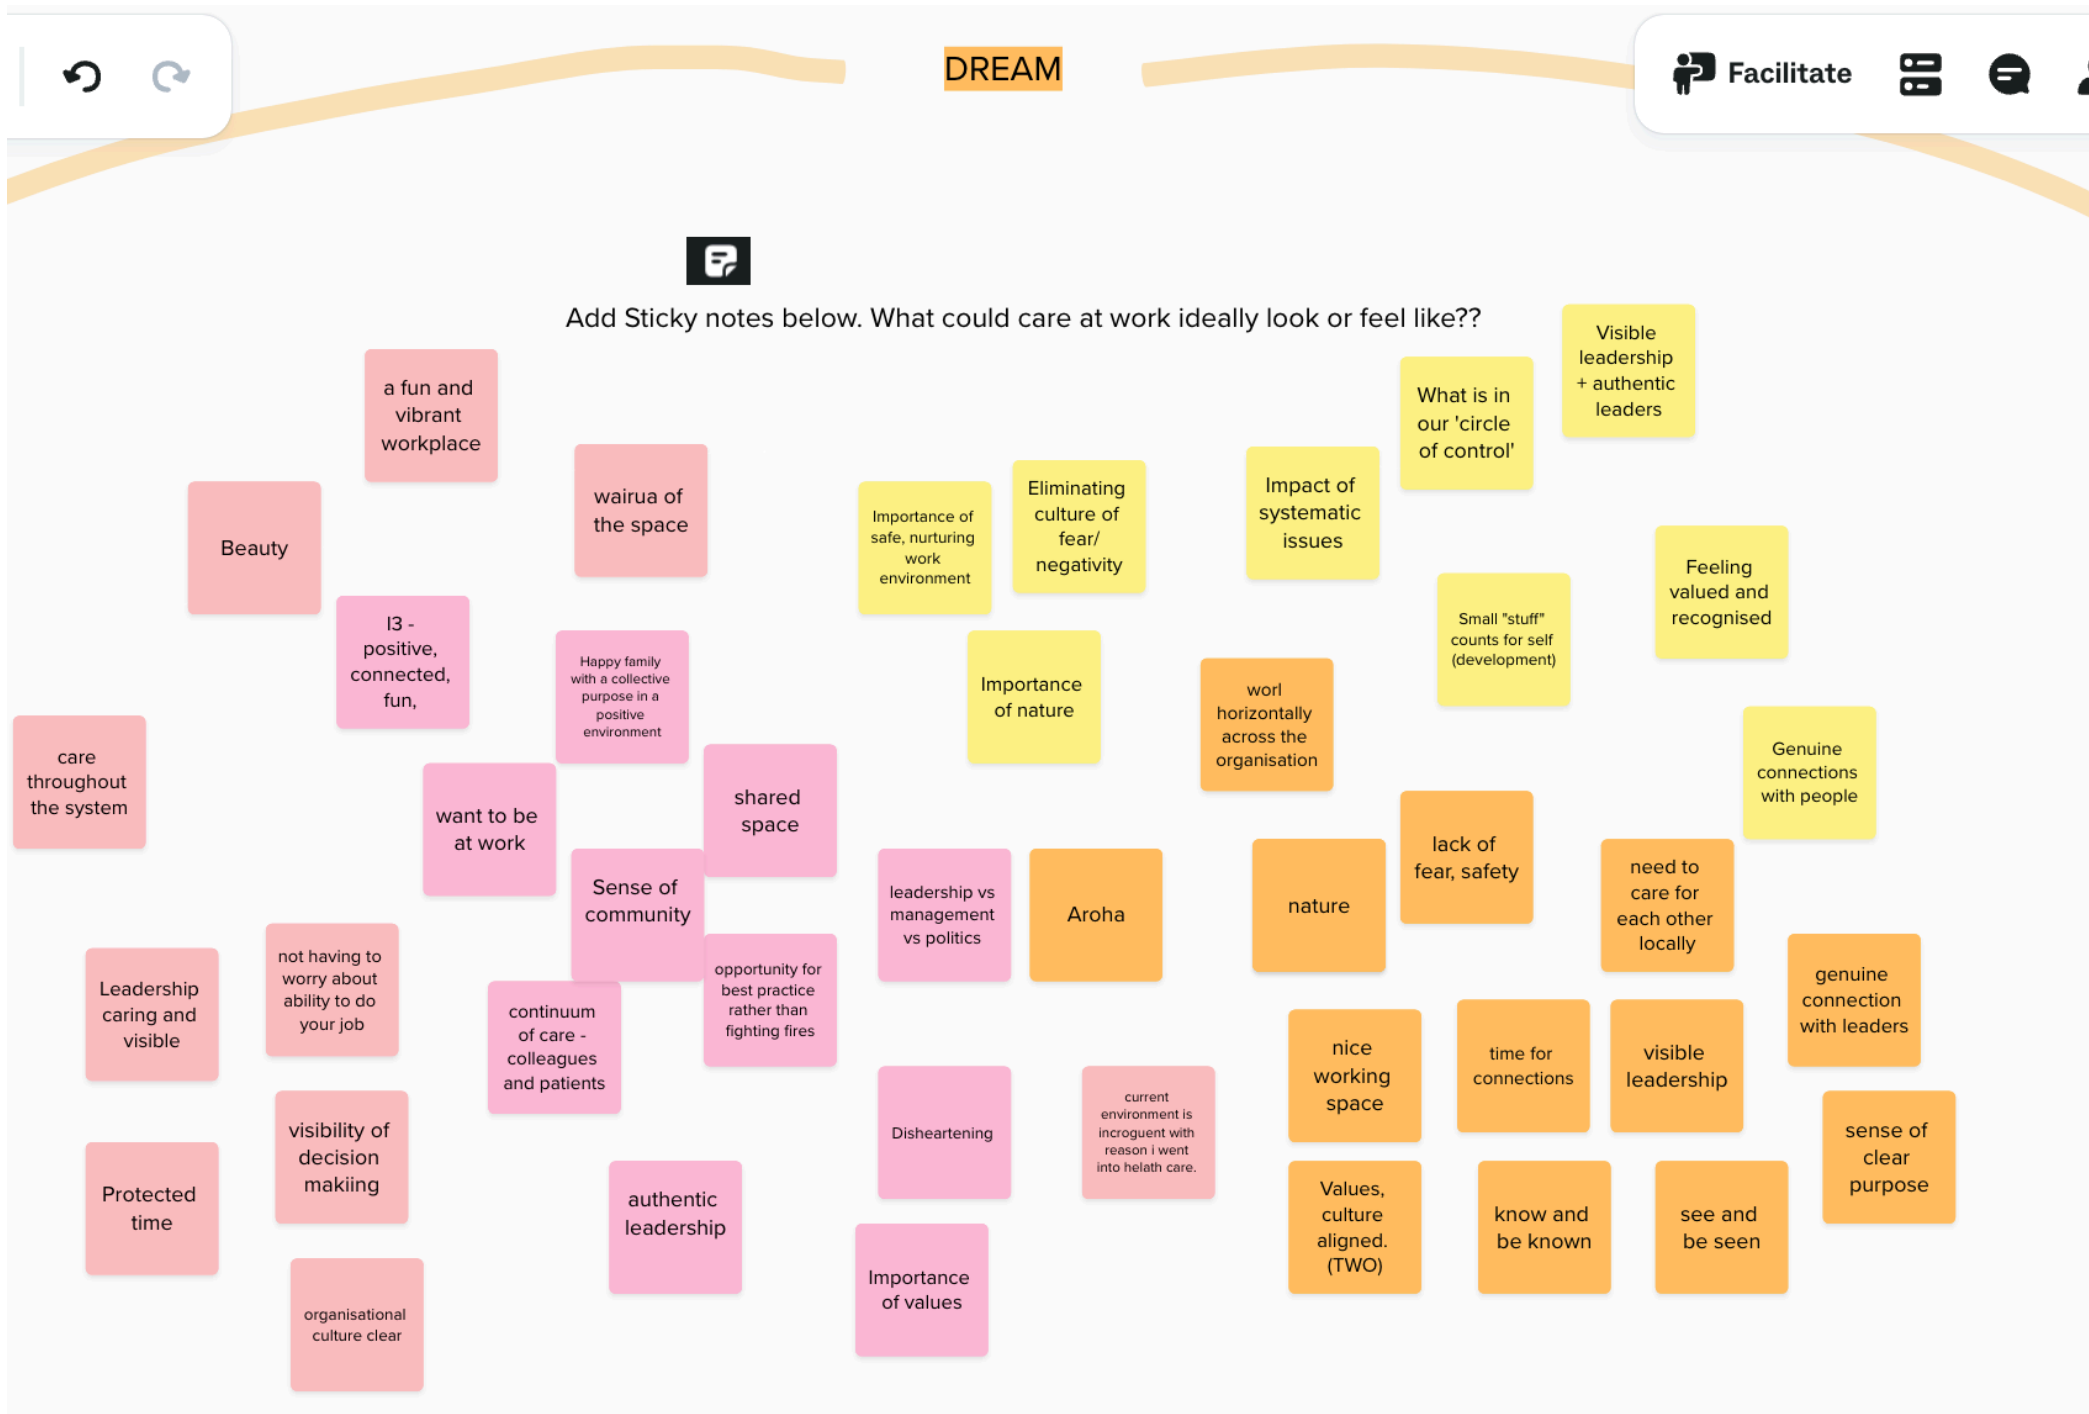 DREAM
Facilitate
Add Sticky notes below. What could care at work ideally look or feel like??
a fun and
vibrant
workplace
Beauty
wairua of
the space
I3 -
positive,
connected,
fun,
Happy family
with a collective
purpose in a
positive
environment
care
throughout
the system
want to be
at work
shared
space
Sense of
community
opportunity for
best practice
rather than
fighting fires
continuum
of care -
colleagues
and patients
Leadership
caring and
visible
not having to
worry about
ability to do
your job
visibility of
decision
makiing
Protected
time
organisational
culture clear
authentic
leadership
leadership vs
management
vs politics
Disheartening
Importance
of values
current
environment is
incroguent with
reason i went
into helath care.
Importance of
safe, nurturing
work
environment
Eliminating
culture of
fear/
negativity
Importance
of nature
Impact of
systematic
issues
What is in
our 'circle
of control'
Visible
leadership
+ authentic
leaders
Small "stuff"
counts for self
(development)
Feeling
valued and
recognised
Genuine
connections
with people
worl
horizontally
across the
organisation
Aroha
nature
lack of
fear, safety
need to
care for
each other
locally
genuine
connection
with leaders
nice
working
space
time for
connections
visible
leadership
sense of
clear
purpose
Values,
culture
aligned.
(TWO)
know and
be known
see and
be seen